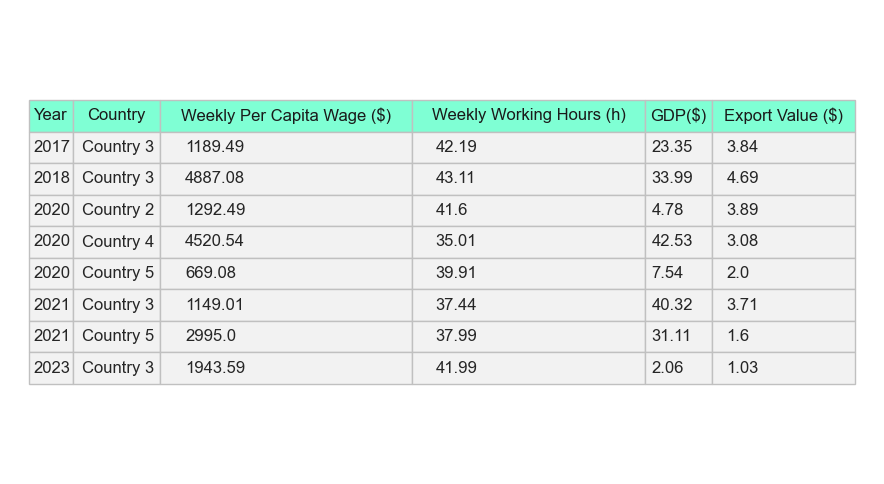 Year Country Weekly Per Capita Wage ($) Weekly Working Hours (h) GDP($) Export Value ($)
2017 Country 3 1189.49 42.19 23.35 3.84
2018 Country 3 4887.08 43.11 33.99 4.69
2020 Country 2 1292.49 41.6 4.78 3.89
2020 Country 4 4520.54 35.01 42.53 3.08
2020 Country 5 669.08 39.91 7.54 2.0
2021 Country 3 1149.01 37.44 40.32 3.71
2021 Country 5 2995.0 37.99 31.11 1.6
2023 Country 3 1943.59 41.99 2.06 1.03